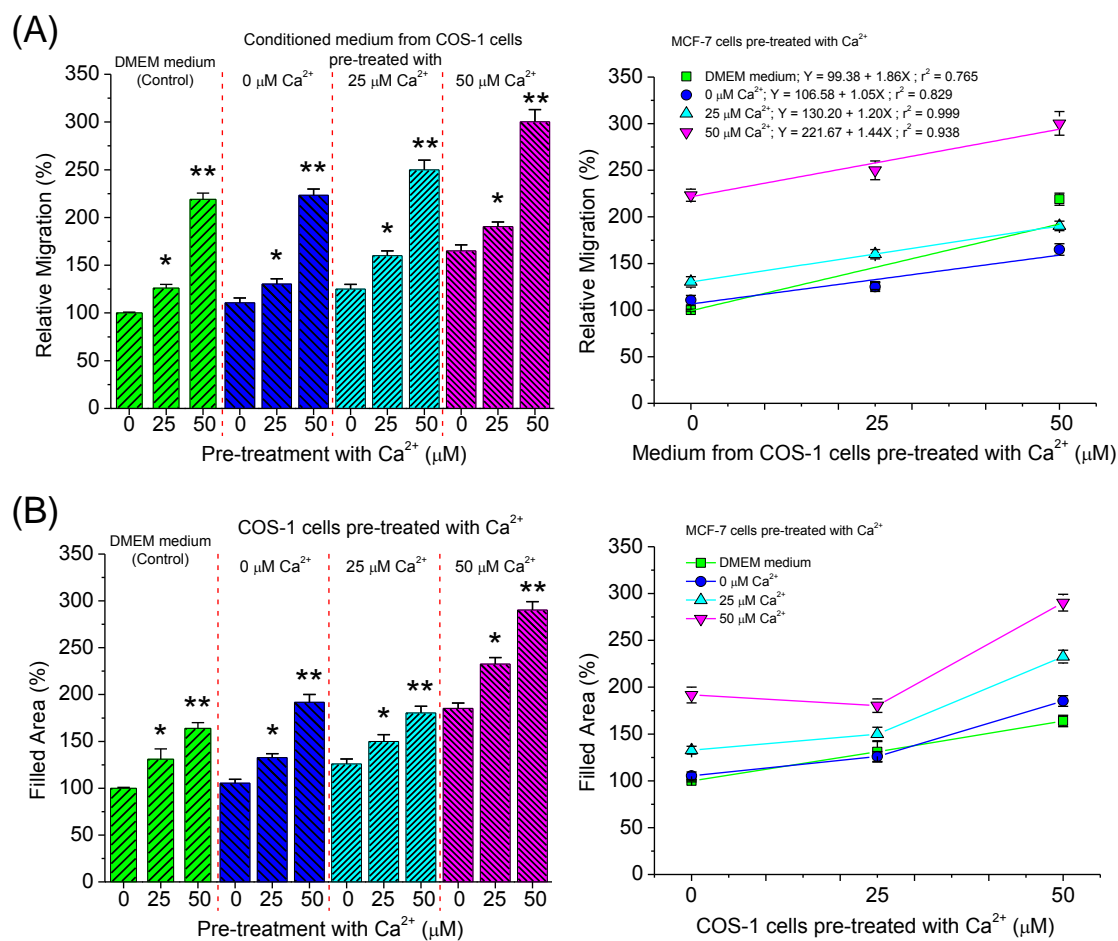 (A)
Conditioned medium from COS-1 cells
pre-treated with
DMEM medium
(Control)
0 μM Ca²⁺
25 μM Ca²⁺
50 μM Ca²⁺
350
300
250
200
150
100
50
0
Relative Migration (%)
* ** * ** * ** * **
0 25 50 0 25 50 0 25 50 0 25 50
Pre-treatment with Ca²⁺ (μM)
MCF-7 cells pre-treated with Ca²⁺
DMEM medium; Y = 99.38 + 1.86X ; r² = 0.765
0 μM Ca²⁺; Y = 106.58 + 1.05X ; r² = 0.829
25 μM Ca²⁺; Y = 130.20 + 1.20X ; r² = 0.999
50 μM Ca²⁺; Y = 221.67 + 1.44X ; r² = 0.938
350
300
250
200
150
100
50
0
Relative Migration (%)
0 25 50
Medium from COS-1 cells pre-treated with Ca²⁺ (μM)
(B)
COS-1 cells pre-treated with Ca²⁺
DMEM medium
(Control)
0 μM Ca²⁺
25 μM Ca²⁺
50 μM Ca²⁺
350
300
250
200
150
100
50
0
Filled Area (%)
* ** * ** * ** * **
0 25 50 0 25 50 0 25 50 0 25 50
Pre-treatment with Ca²⁺ (μM)
MCF-7 cells pre-treated with Ca²⁺
DMEM medium
0 μM Ca²⁺
25 μM Ca²⁺
50 μM Ca²⁺
350
300
250
200
150
100
50
0
Filled Area (%)
0 25 50
COS-1 cells pre-treated with Ca²⁺ (μM)